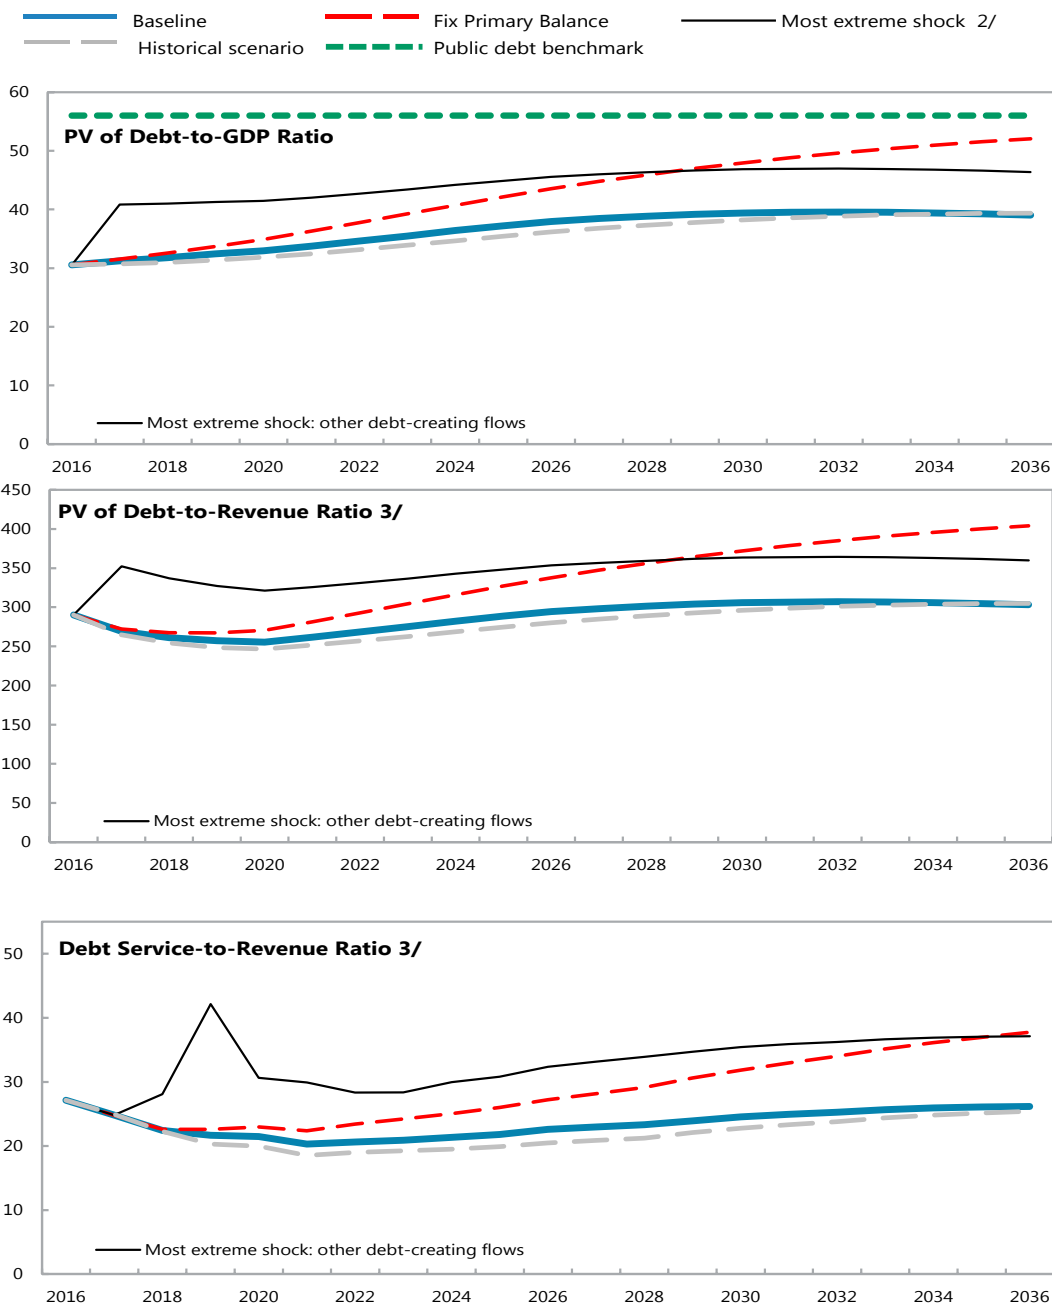 Baseline Fix Primary Balance Most extreme shock 2/
Historical scenario Public debt benchmark
60
PV of Debt-to-GDP Ratio
50
40
30
20
10
Most extreme shock: other debt-creating flows
0
2016 2018 2020 2022 2024 2026 2028 2030 2032 2034 2036
450
PV of Debt-to-Revenue Ratio 3/
400
350
300
250
200
150
100
50
Most extreme shock: other debt-creating flows
0
2016 2018 2020 2022 2024 2026 2028 2030 2032 2034 2036
Debt Service-to-Revenue Ratio 3/
50
40
30
20
10
Most extreme shock: other debt-creating flows
0
2016 2018 2020 2022 2024 2026 2028 2030 2032 2034 2036